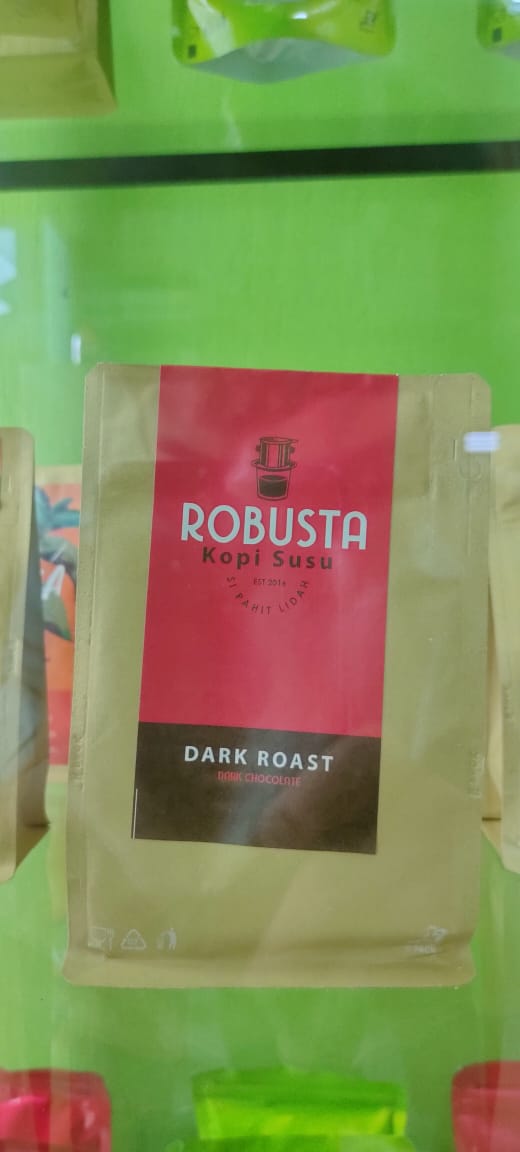 ROBUSTA
Kopi Susu
EST 2016
SI PAHIT LIDAH
DARK ROAST
DARK CHOCOLATE